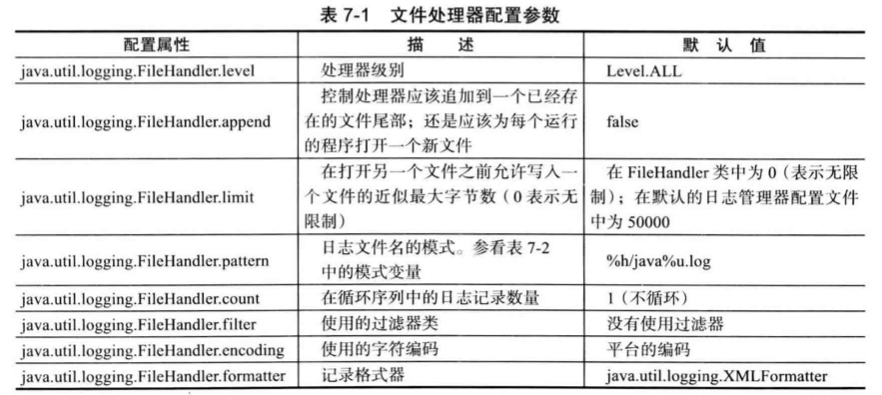 表 7-1 文件处理器配置参数
配置属性 描 述 默 认 值
java.util.logging.FileHandler.level 处理器级别 Level.ALL
java.util.logging.FileHandler.append 控制处理器应该追加到一个已经存
在的文件尾部；还是应该为每个运行
的程序打开一个新文件 false
java.util.logging.FileHandler.limit 在打开另一个文件之前允许写入一
个文件的近似最大字节数（0 表示无
限制） 在 FileHandler 类中为 0（表示无限
制）；在默认的日志管理器配置文件
中为 50000
java.util.logging.FileHandler.pattern 日志文件名的模式。参看表 7-2
中的模式变量 %h/java%u.log
java.util.logging.FileHandler.count 在循环序列中的日志记录数量 1（不循环）
java.util.logging.FileHandler.filter 使用的过滤器类 没有使用过滤器
java.util.logging.FileHandler.encoding 使用的字符编码 平台的编码
java.util.logging.FileHandler.formatter 记录格式器 java.util.logging.XMLFormatter